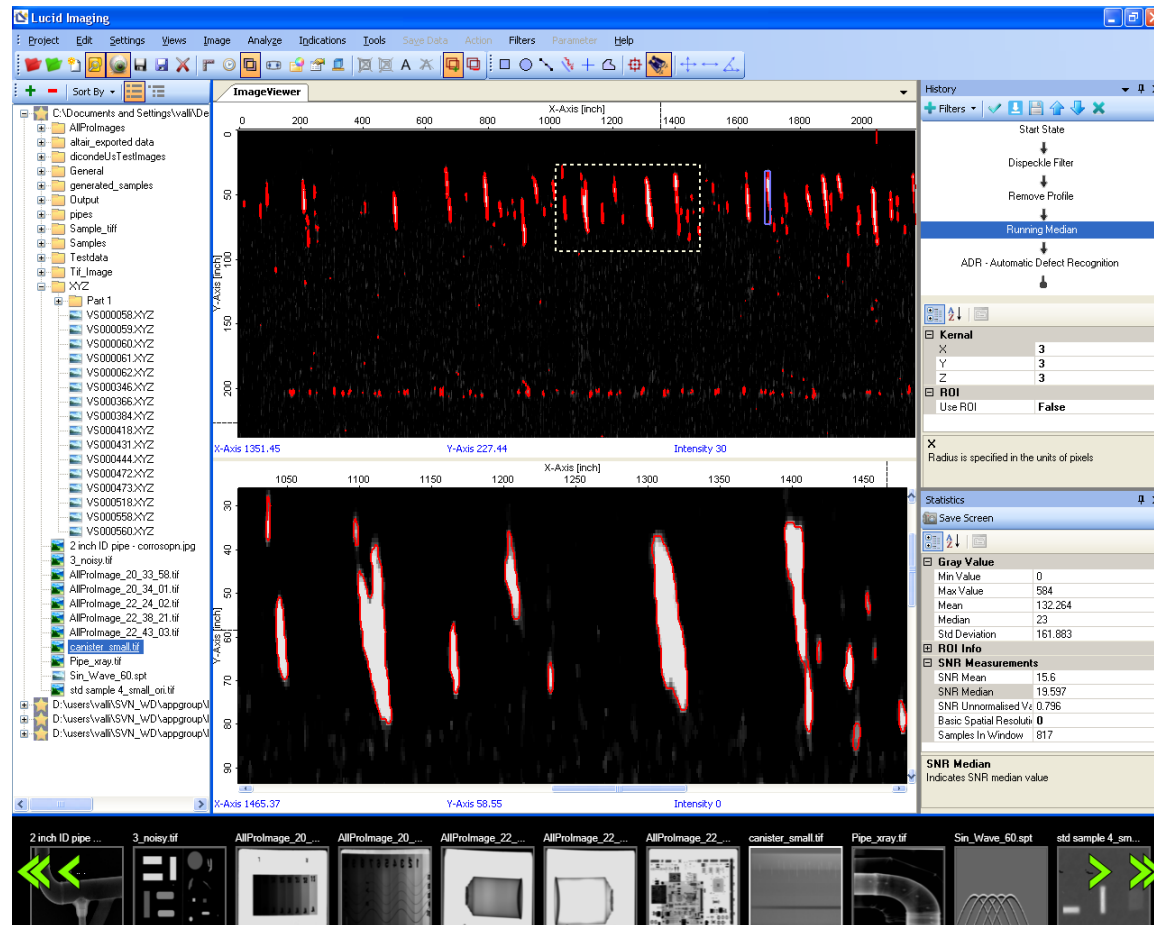 Lucid Imaging
Project Edit Settings Views Image Analyze Indications Tools Save Data Action Filters Parameter Help
Sort By
C:\Documents and Settings\valli\De
AllProImages
altair_exported data
dicondeUsTestImages
General
generated_samples
Output
pipes
Sample_tiff
Samples
Testdata
Tif_Image
XYZ
Part 1
VS000058.XYZ
VS000059.XYZ
VS000060.XYZ
VS000061.XYZ
VS000062.XYZ
VS000346.XYZ
VS000366.XYZ
VS000384.XYZ
VS000418.XYZ
VS000431.XYZ
VS000444.XYZ
VS000472.XYZ
VS000473.XYZ
VS000518.XYZ
VS000558.XYZ
VS000560.XYZ
2 inch ID pipe - corrosopn.jpg
3_noisy.tif
AllProImage_20_33_58.tif
AllProImage_20_34_01.tif
AllProImage_22_24_02.tif
AllProImage_22_38_21.tif
AllProImage_22_43_03.tif
canister_small.tif
Pipe_xray.tif
Sin_Wave_60.spt
std sample 4_small_ori.tif
D:\users\valli\SVN_WD\appgroup\
D:\users\valli\SVN_WD\appgroup\
D:\users\valli\SVN_WD\appgroup\
ImageViewer
X-Axis [inch]
0 200 400 600 800 1000 1200 1400 1600 1800 2000
Y-Axis [inch]
0
50
100
150
200
X-Axis 1351.45 Y-Axis 227.44 Intensity 30
X-Axis [inch]
1050 1100 1150 1200 1250 1300 1350 1400 1450
Y-Axis [inch]
30
40
50
60
70
80
90
X-Axis 1465.37 Y-Axis 58.55 Intensity 0
History
Filters
Start State
Dispeckle Filter
Remove Profile
Running Median
ADR - Automatic Defect Recognition
Kernal
X 3
Y 3
Z 3
ROI
Use ROI False
X
Radius is specified in the units of pixels
Statistics
Save Screen
Gray Value
Min Value 0
Max Value 584
Mean 132.264
Median 23
Std Deviation 161.883
ROI Info
SNR Measurements
SNR Mean 15.6
SNR Median 19.597
SNR Unnormalised Va 0.796
Basic Spatial Resoluti 0
Samples In Window 817
SNR Median
Indicates SNR median value
2 inch ID pipe ... 3_noisy.tif AllProImage_20_... AllProImage_20_... AllProImage_22_... AllProImage_22_... AllProImage_22_... canister_small.tif Pipe_xray.tif Sin_Wave_60.spt std sample 4_sm...